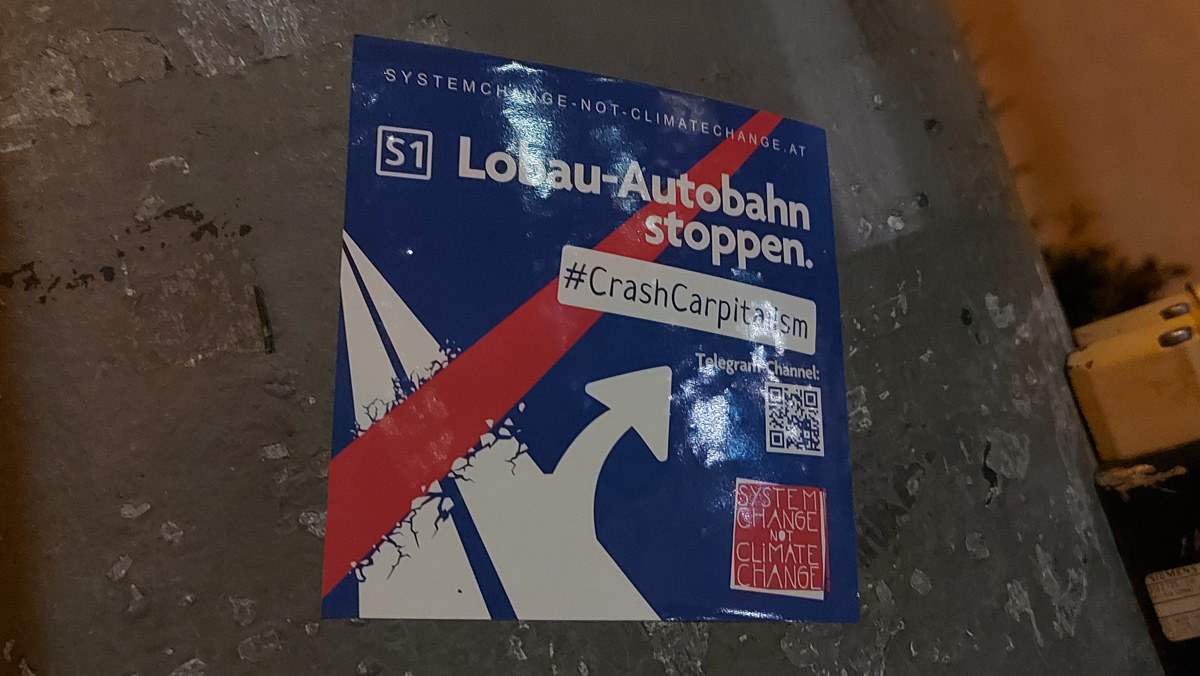 SYSTEMCHANGE-NOT-CLIMATECHANGE.AT
S1 Lobau-Autobahn
stoppen.
#CrashCarpitalism
Telegram-Channel:
SYSTEM
CHANGE
NOT
CLiMATE
CHANGE